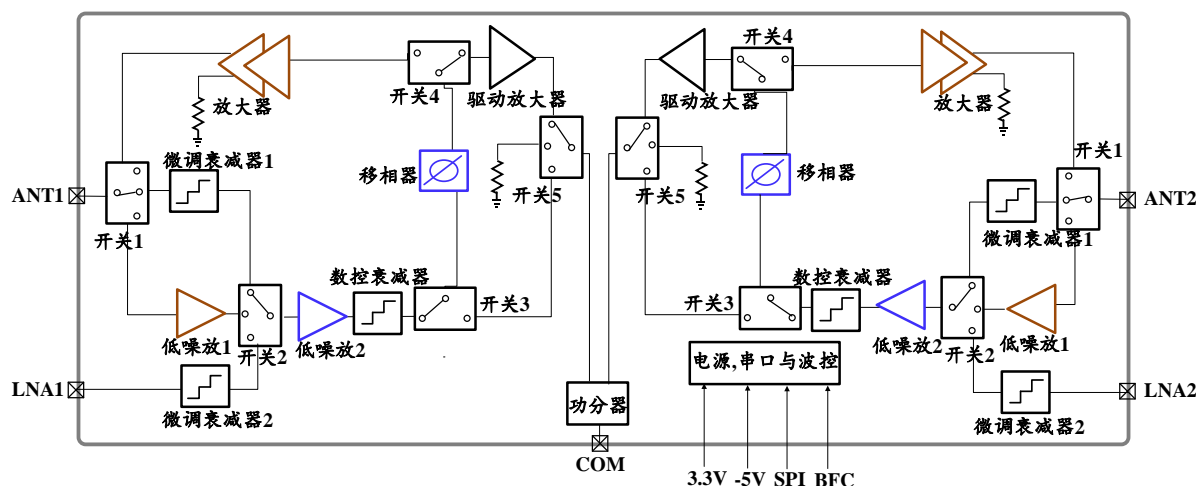 开关4
开关4
放大器
驱动放大器
驱动放大器
放大器
微调衰减器1
移相器
开关5
开关5
移相器
开关1
ANT1
ANT2
开关1
微调衰减器1
数控衰减器
数控衰减器
开关3
开关3
低噪放1
开关2
低噪放2
低噪放2
开关2
低噪放1
电源,串口与波控
LNA1
LNA2
微调衰减器2
功分器
微调衰减器2
COM
3.3V -5V SPI BFC